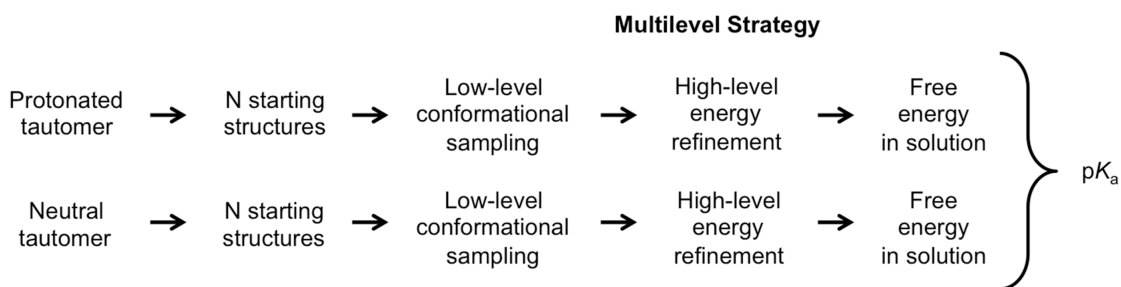 Multilevel Strategy
Protonated
tautomer
N starting
structures
Low-level
conformational
sampling
High-level
energy
refinement
Free
energy
in solution
Neutral
tautomer
N starting
structures
Low-level
conformational
sampling
High-level
energy
refinement
Free
energy
in solution
pKa